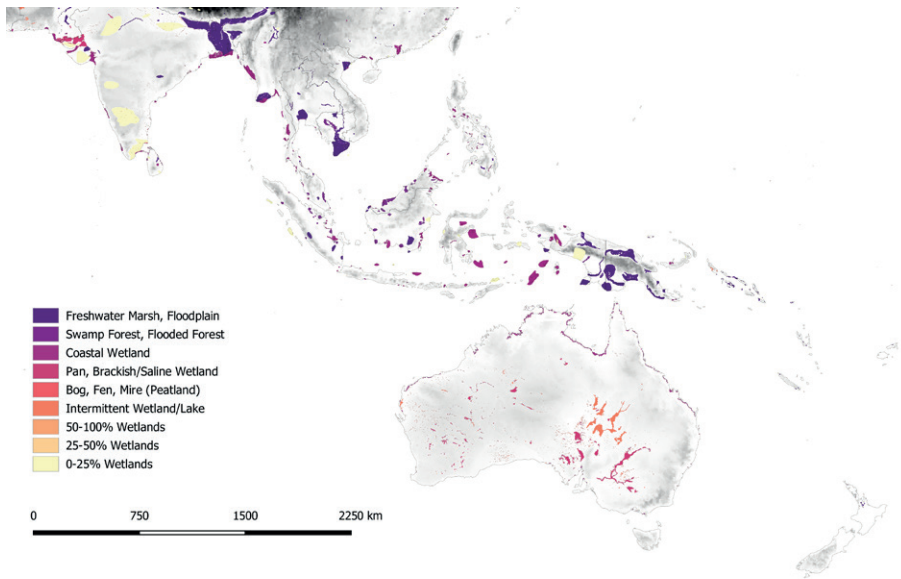 Freshwater Marsh, Floodplain
Swamp Forest, Flooded Forest
Coastal Wetland
Pan, Brackish/Saline Wetland
Bog, Fen, Mire (Peatland)
Intermittent Wetland/Lake
50-100% Wetlands
25-50% Wetlands
0-25% Wetlands
0 750 1500 2250 km